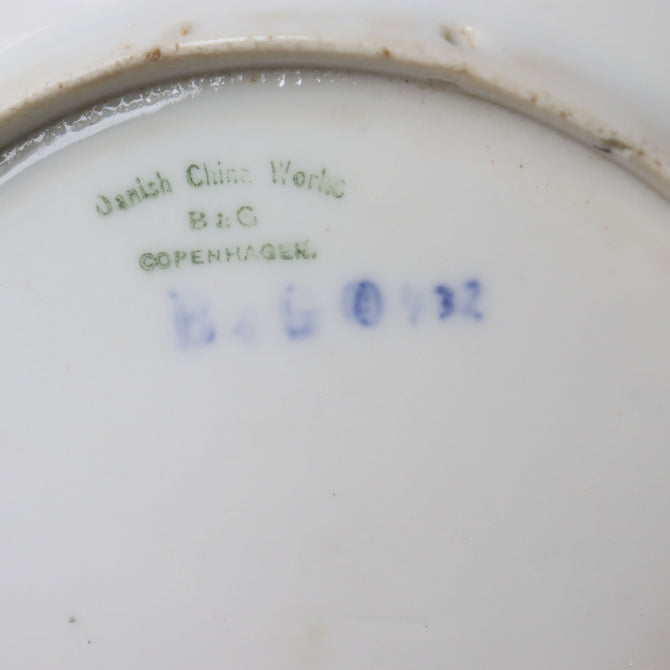 Danish China Works
B & G
COPENHAGEN.
B & G